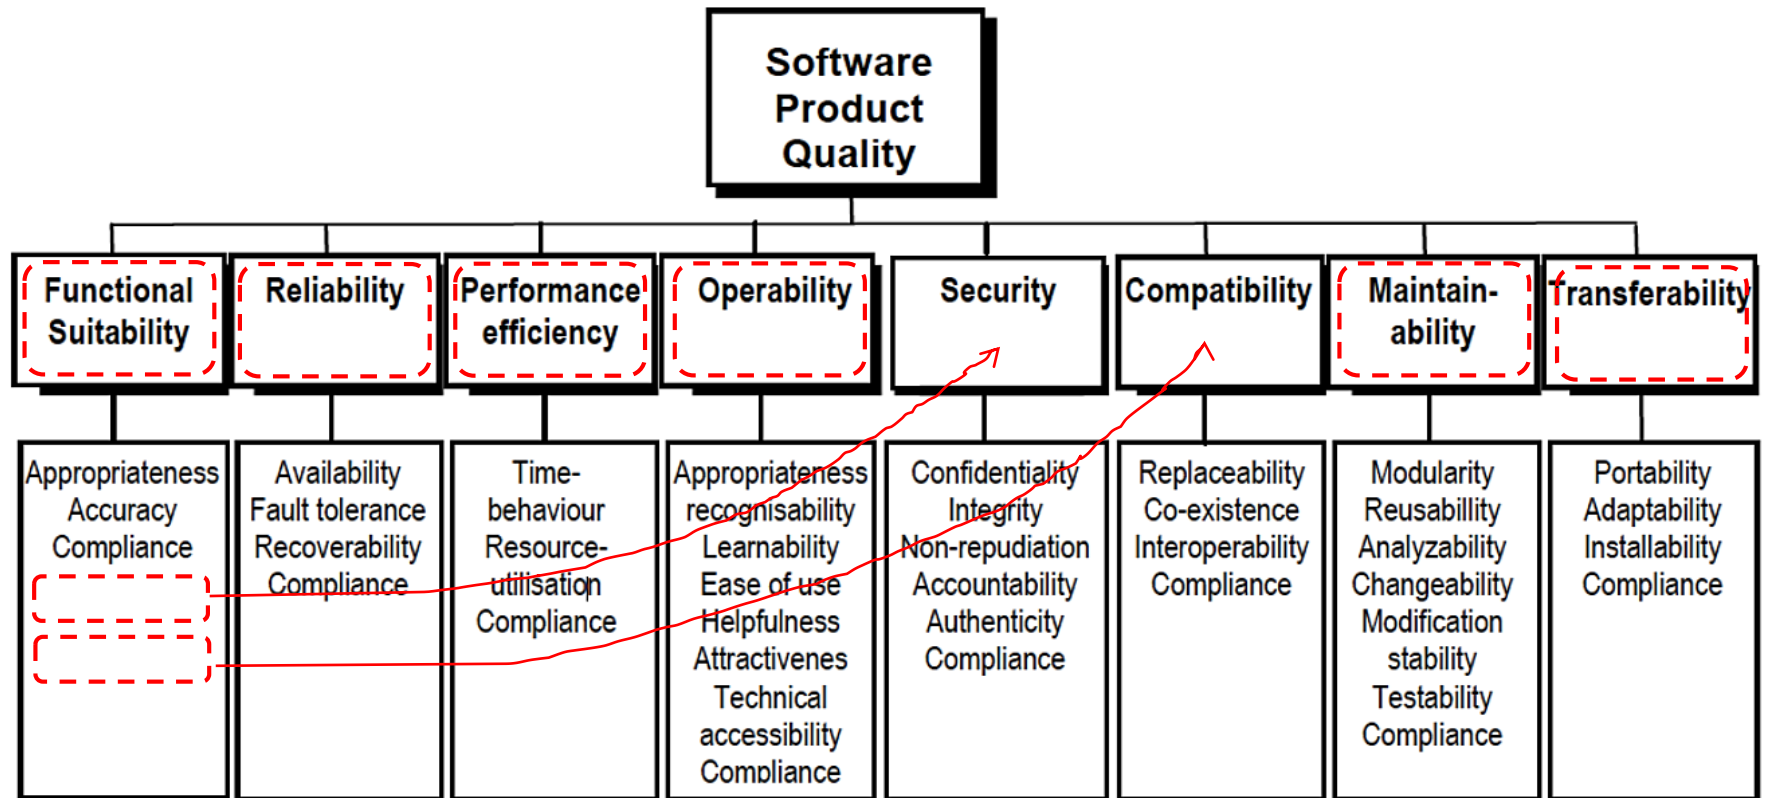 Software
Product
Quality
Functional
Suitability
Reliability
Performance
efficiency
Operability
Security
Compatibility
Maintain-
ability
Transferability
Appropriateness
Accuracy
Compliance
Availability
Fault tolerance
Recoverability
Compliance
Time-
behaviour
Resource-
utilisation
Compliance
Appropriateness
recognisability
Learnability
Ease of use
Helpfulness
Attractivenes
Technical
accessibility
Compliance
Confidentiality
Integrity
Non-repudiation
Accountability
Authenticity
Compliance
Replaceability
Co-existence
Interoperability
Compliance
Modularity
Reusabillity
Analyzability
Changeability
Modification
stability
Testability
Compliance
Portability
Adaptability
Installability
Compliance